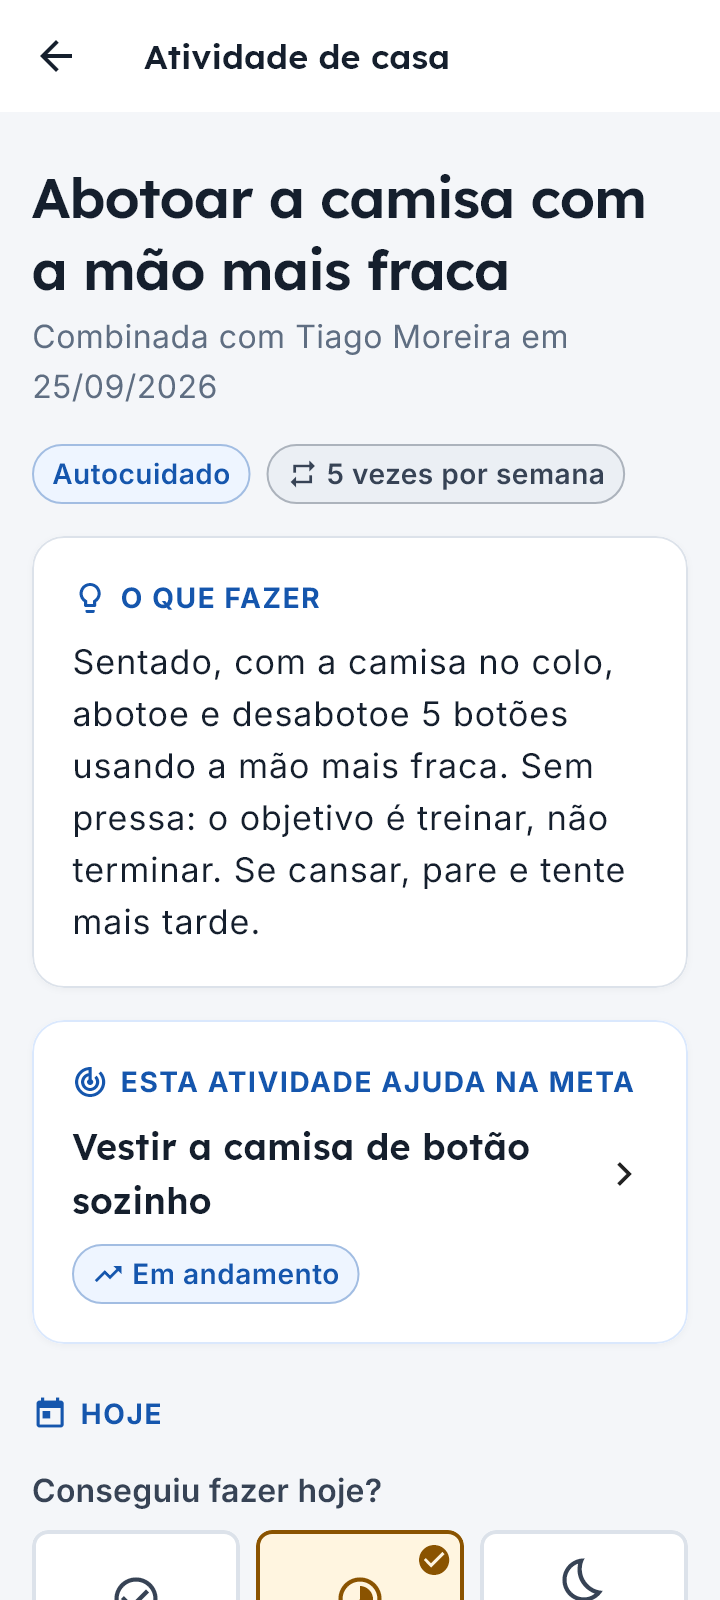 Atividade de casa
Abotoar a camisa com
a mão mais fraca
Combinada com Tiago Moreira em
25/09/2026
Autocuidado
5 vezes por semana
O QUE FAZER
Sentado, com a camisa no colo,
abotoe e desabotoe 5 botões
usando a mão mais fraca. Sem
pressa: o objetivo é treinar, não
terminar. Se cansar, pare e tente
mais tarde.
ESTA ATIVIDADE AJUDA NA META
Vestir a camisa de botão
sozinho
Em andamento
HOJE
Conseguiu fazer hoje?